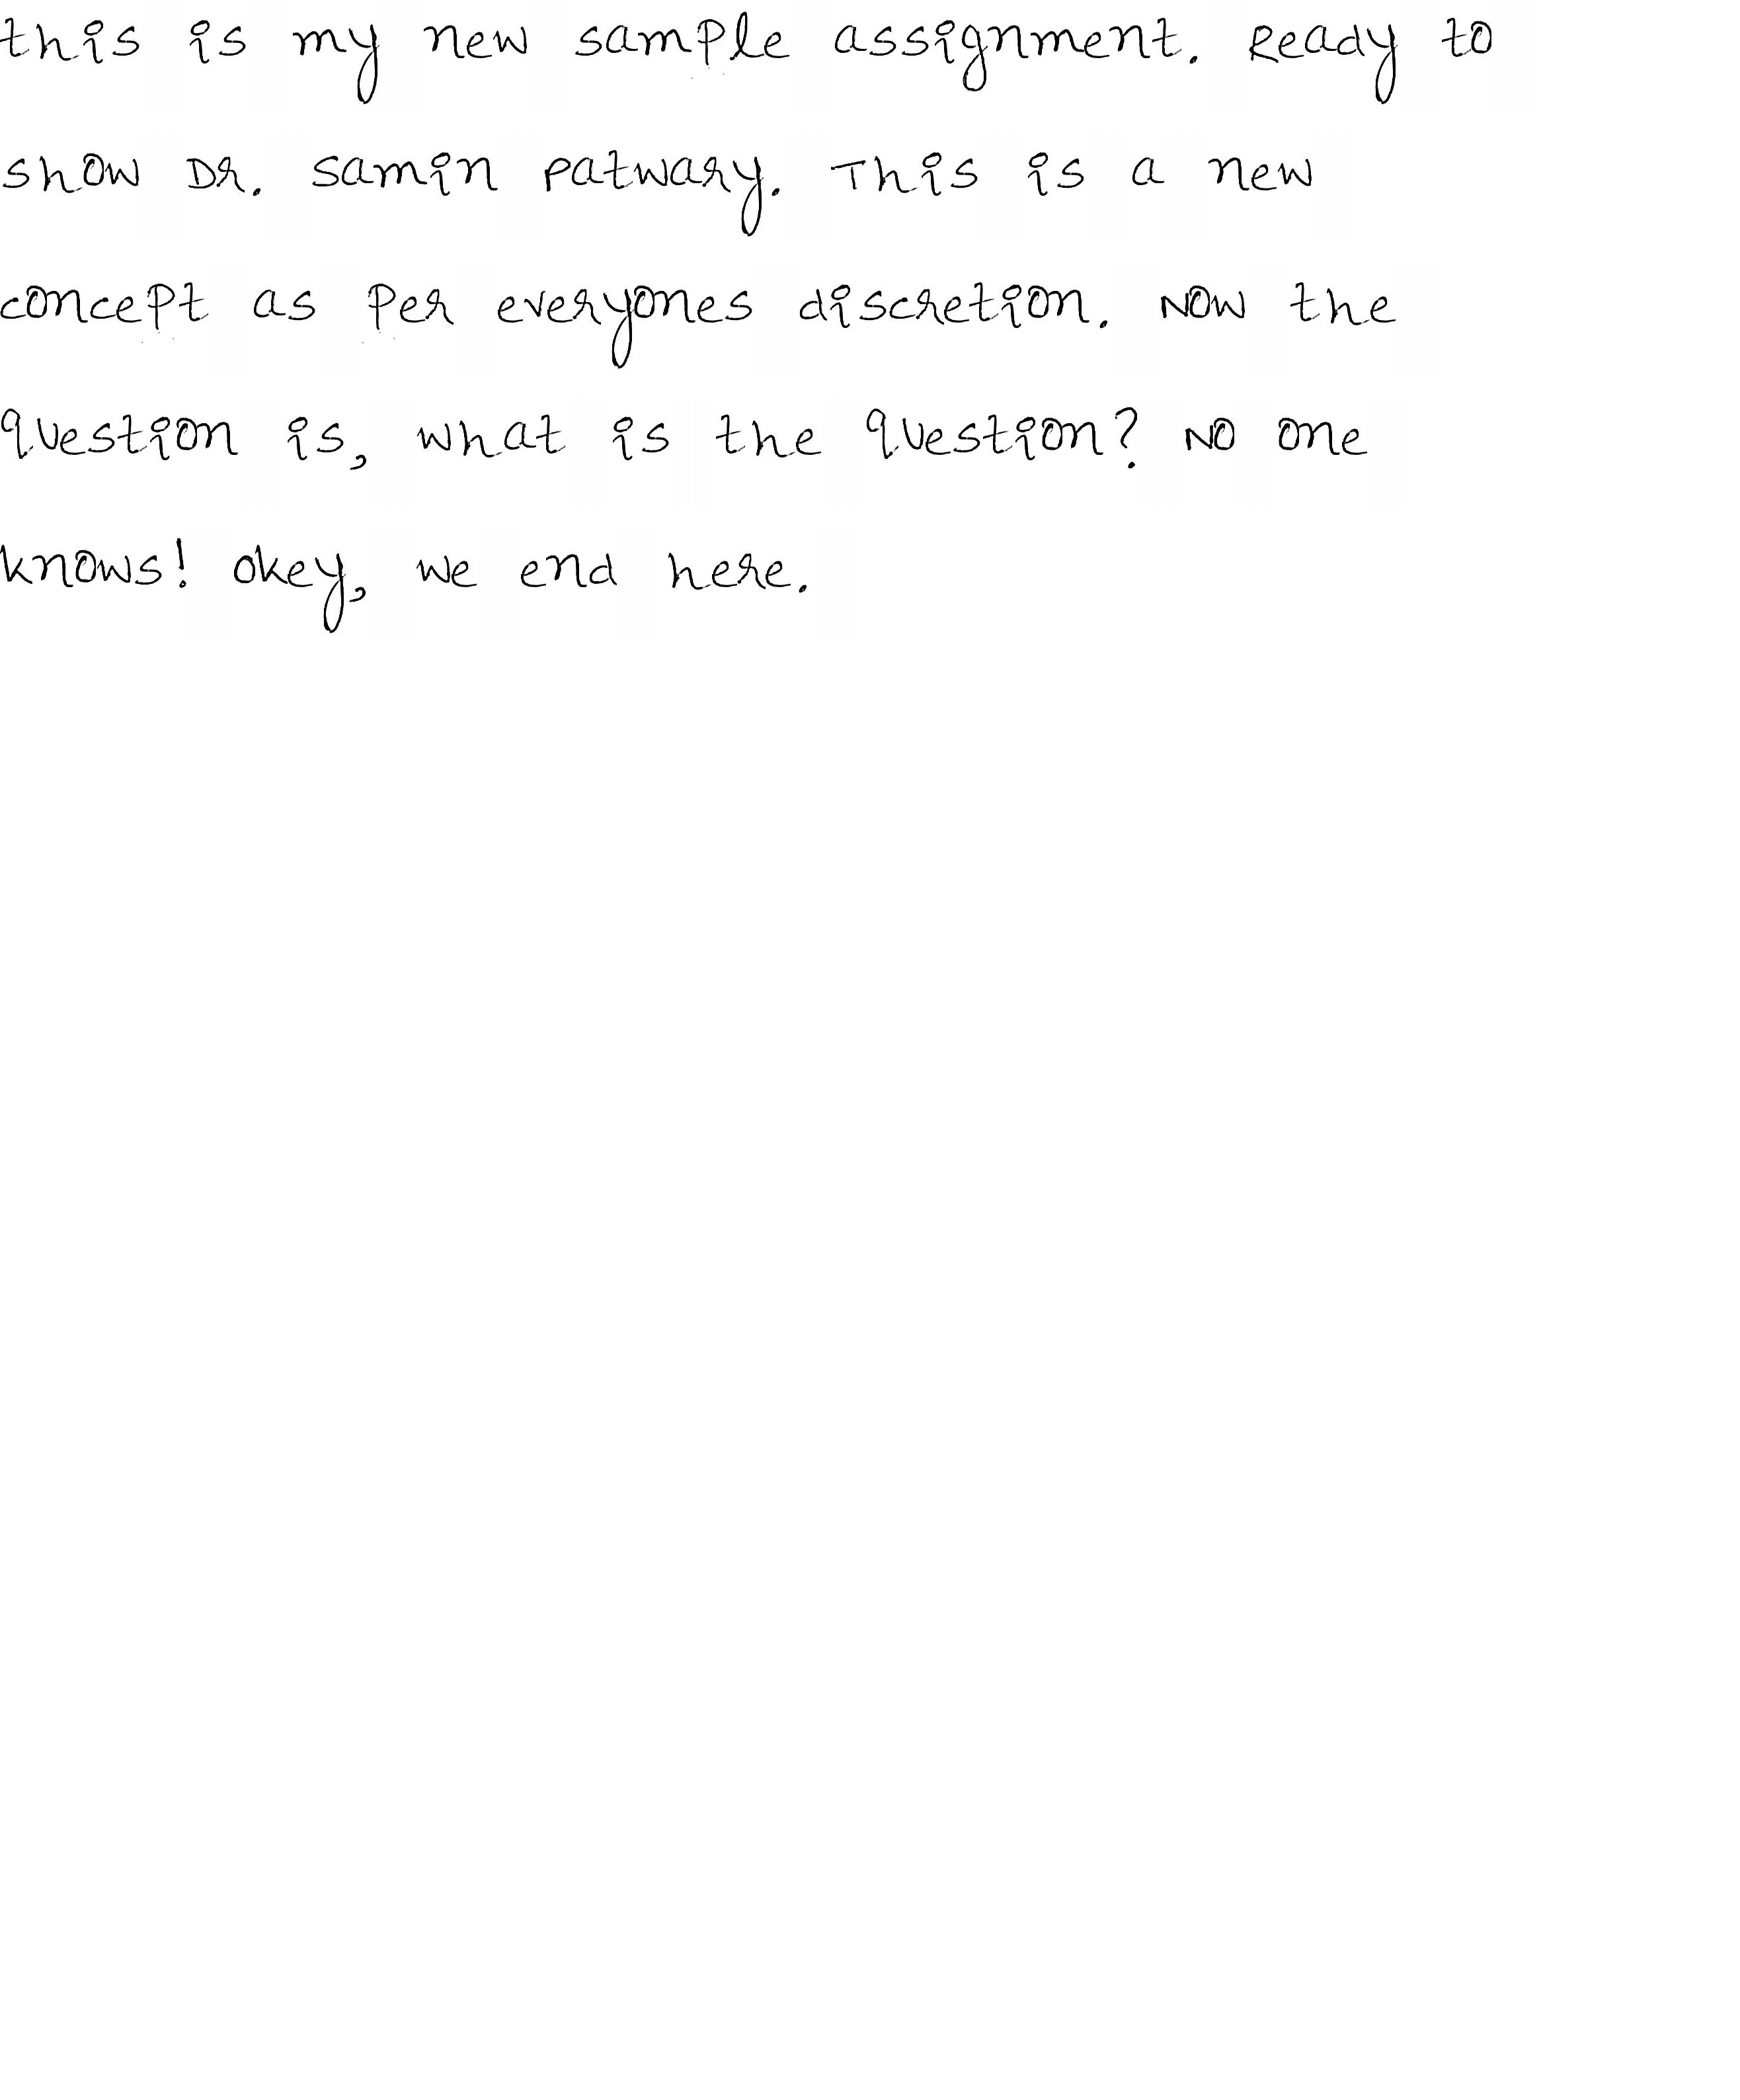 this is my new sample assignment. Ready to
show Dr. samin patwary. This is a new
concept as per everyones discretion. Now the
question is, what is the question? No one
knows! okey, we end here.